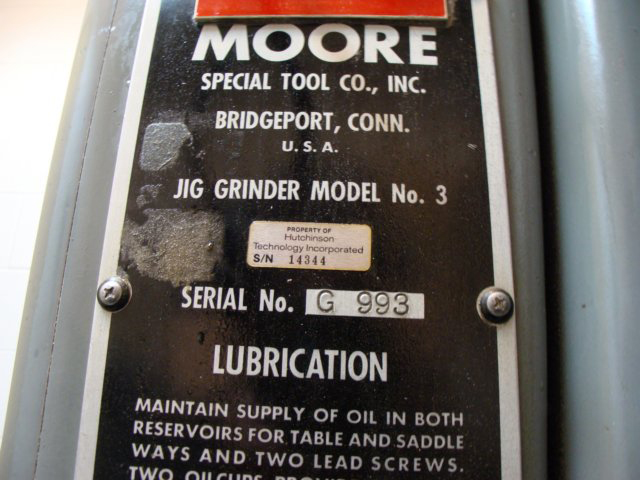 MOORE
SPECIAL TOOL CO., INC.
BRIDGEPORT, CONN.
U.S.A.
JIG GRINDER MODEL No. 3
PROPERTY OF
Hutchinson
Technology Incorporated
S/N 14344
SERIAL No. G 993
LUBRICATION
MAINTAIN SUPPLY OF OIL IN BOTH
RESERVOIRS FOR TABLE AND SADDLE
WAYS AND TWO LEAD SCREWS.
TWO OILCUPS